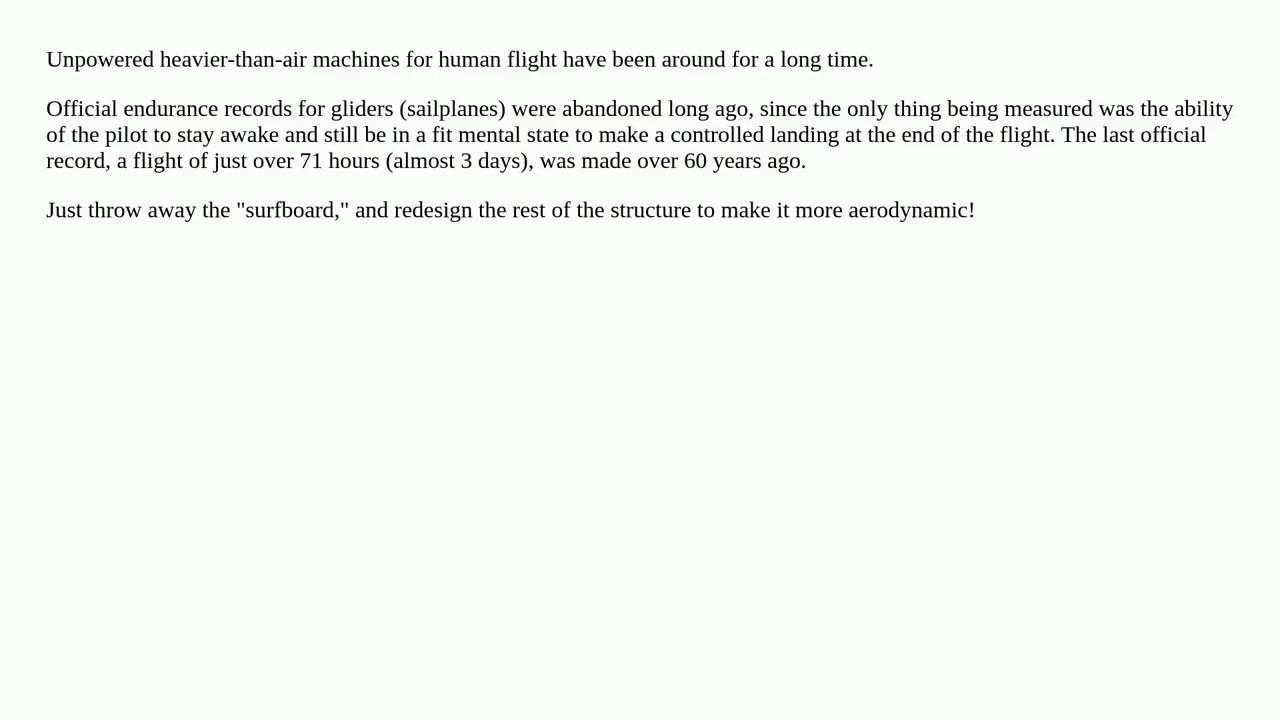 Unpowered heavier-than-air machines for human flight have been around for a long time.
Official endurance records for gliders (sailplanes) were abandoned long ago, since the only thing being measured was the ability
of the pilot to stay awake and still be in a fit mental state to make a controlled landing at the end of the flight. The last official
record, a flight of just over 71 hours (almost 3 days), was made over 60 years ago.
Just throw away the "surfboard," and redesign the rest of the structure to make it more aerodynamic!